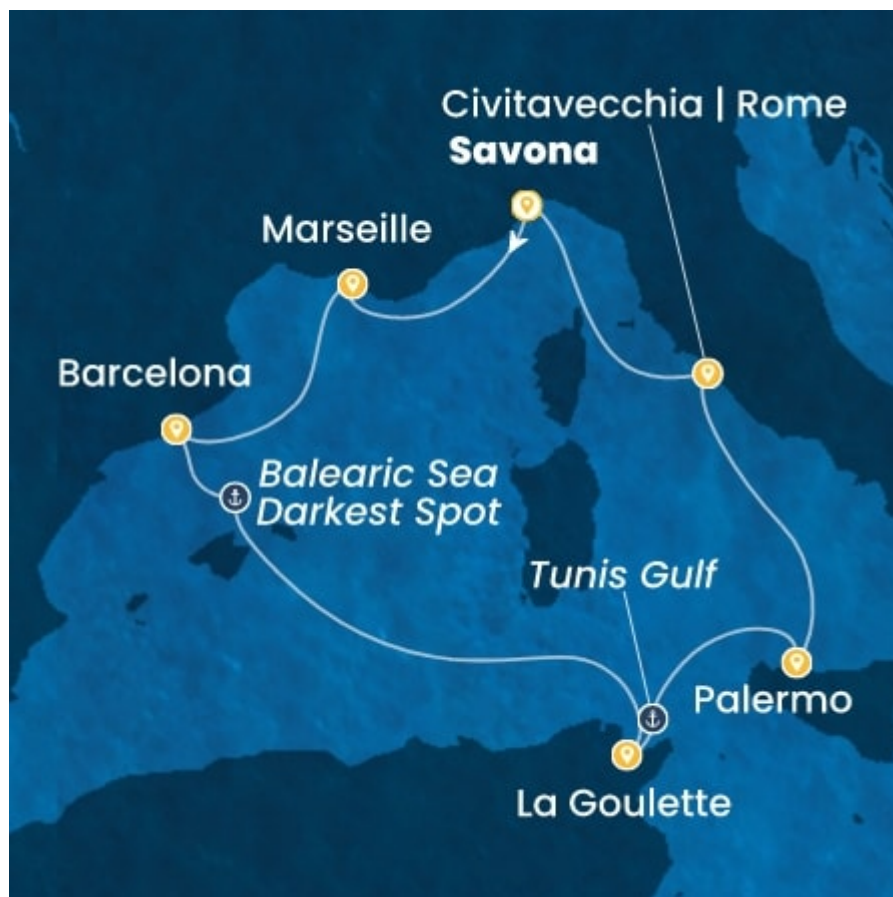 Civitavecchia | Rome
Savona
Marseille
Barcelona
Balearic Sea
Darkest Spot
Tunis Gulf
Palermo
La Goulette